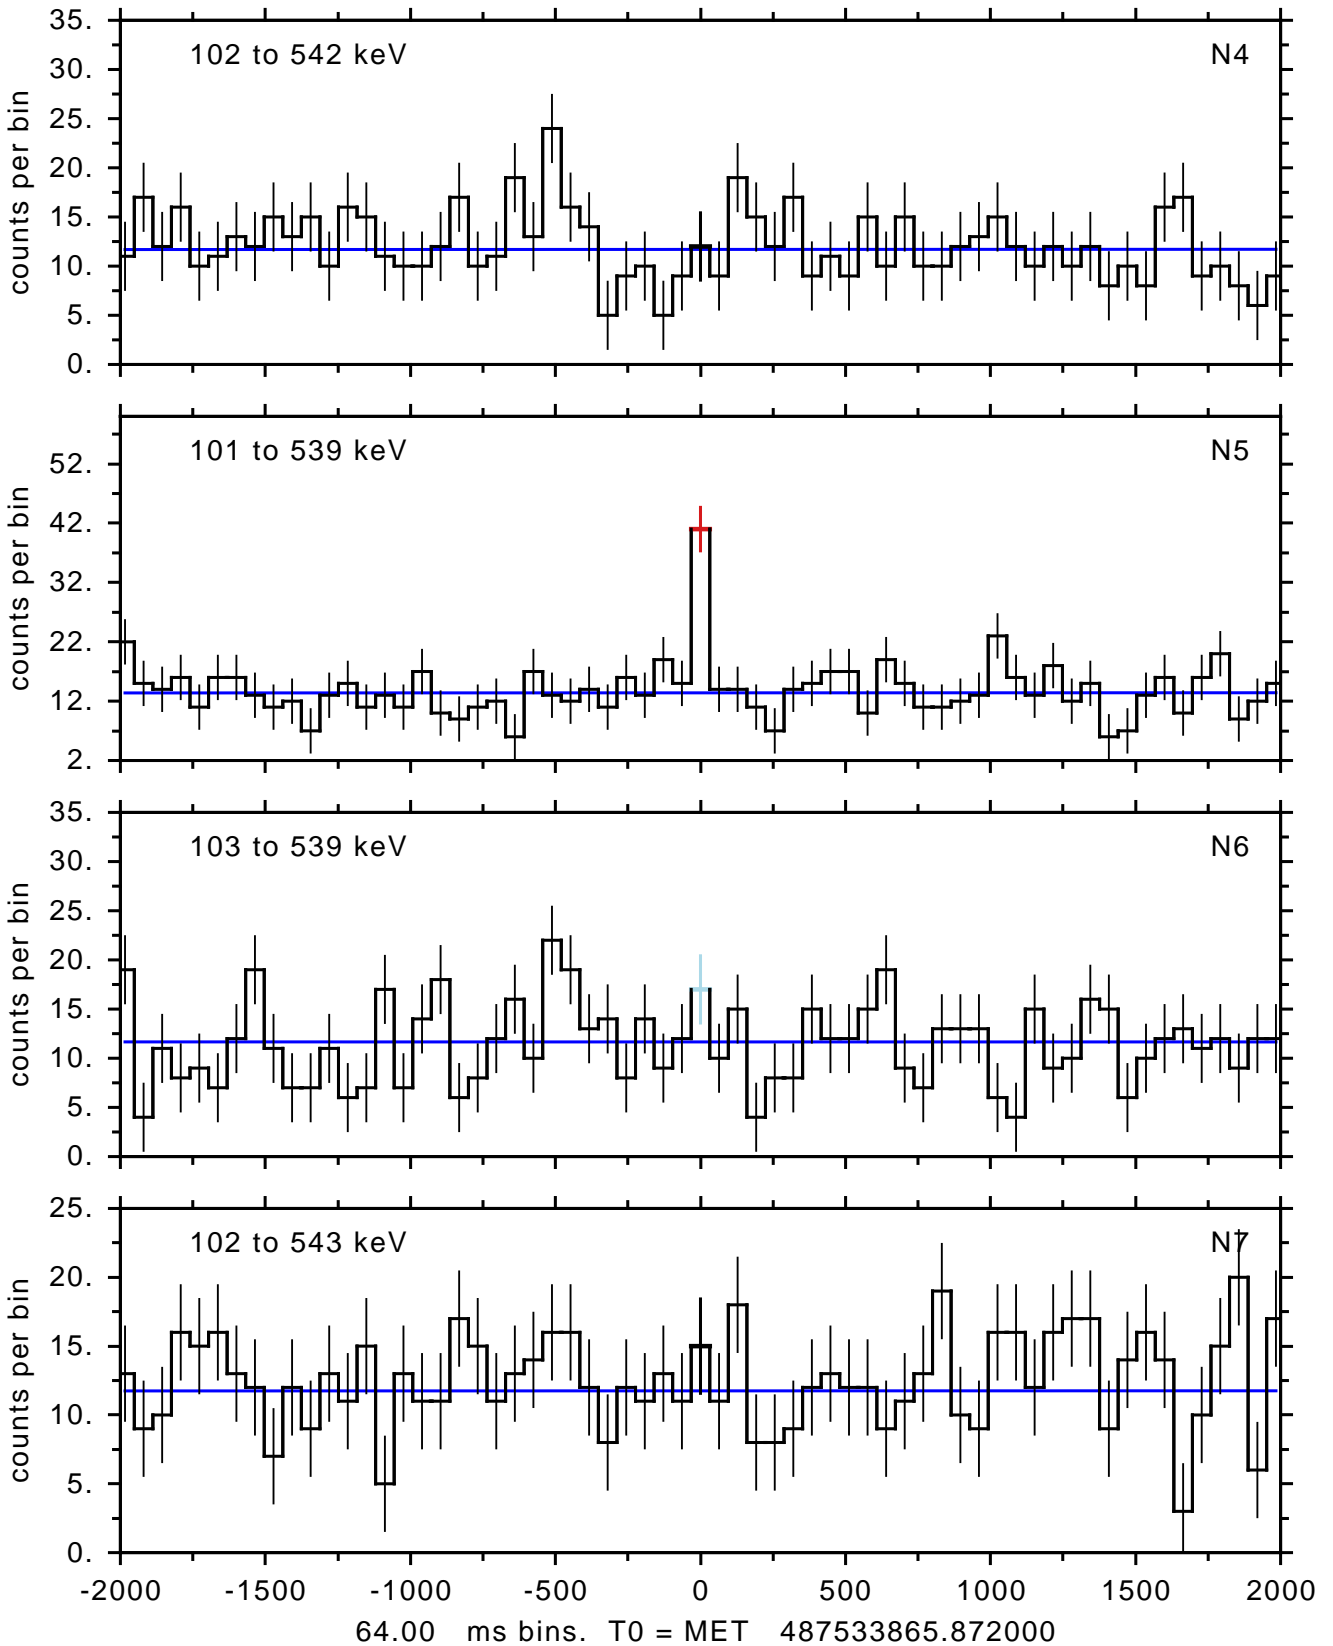 35.
30.
25.
20.
15.
10.
5.
0.
counts per bin
102 to 542 keV
N4
52.
42.
32.
22.
12.
2.
counts per bin
101 to 539 keV
N5
35.
30.
25.
20.
15.
10.
5.
0.
counts per bin
103 to 539 keV
N6
25.
20.
15.
10.
5.
0.
counts per bin
102 to 543 keV
N7
-2000 -1500 -1000 -500 0 500 1000 1500 2000
64.00 ms bins. T0 = MET 487533865.872000